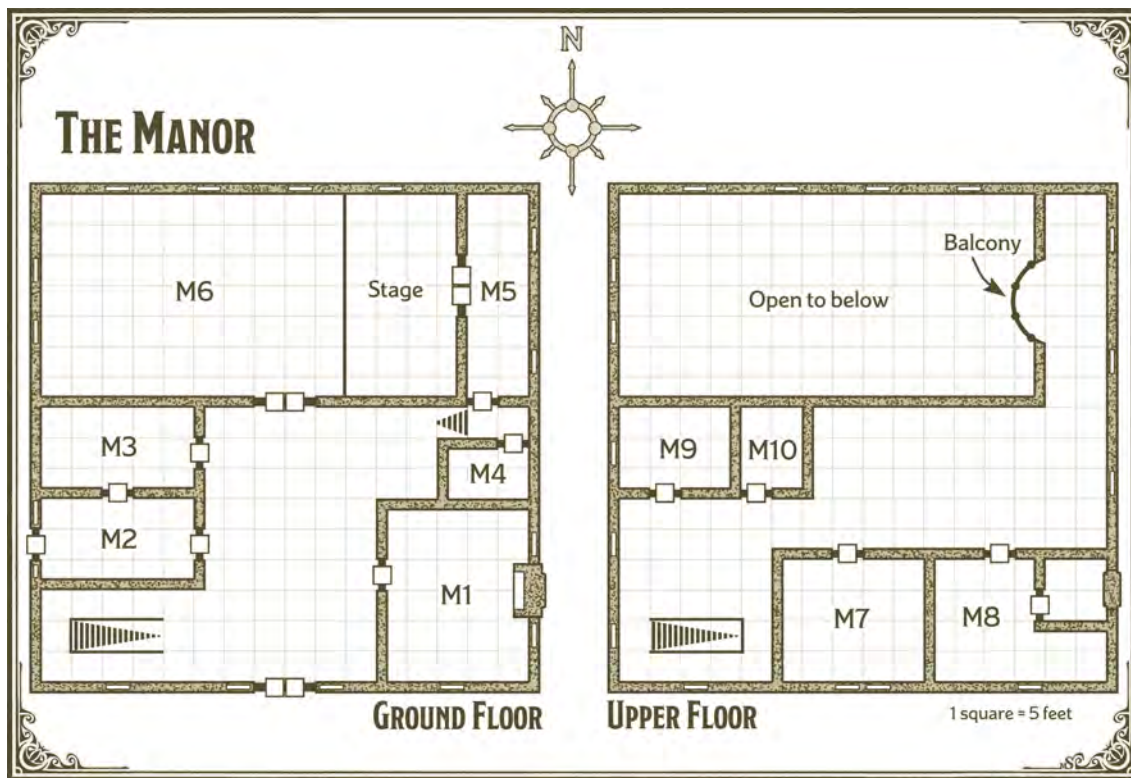 N
THE MANOR
M6
Stage
M5
M3
M4
M2
M1
GROUND FLOOR
Balcony
Open to below
M9
M10
M7
M8
UPPER FLOOR
1 square = 5 feet